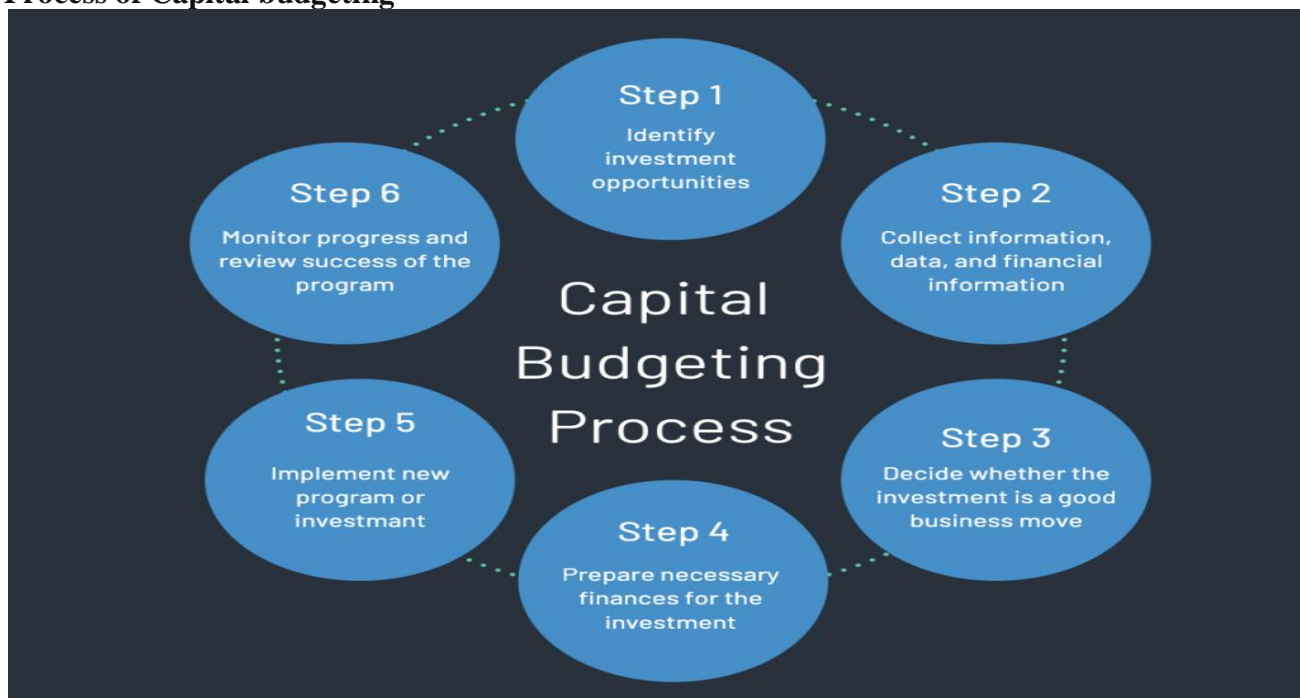 Process of Capital budgeting
Step 1
Identify
investment
opportunities
Step 2
Collect information,
data, and financial
information
Step 3
Decide whether the
investment is a good
business move
Step 4
Prepare necessary
finances for the
investment
Step 5
Implement new
program or
investmant
Step 6
Monitor progress and
review success of the
program
Capital
Budgeting
Process